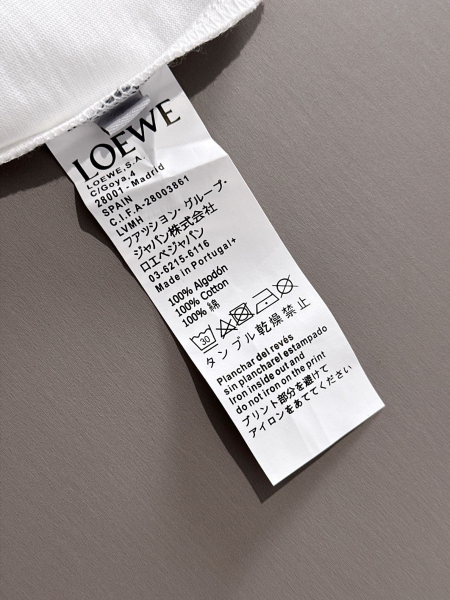 LOEWE
LOEWE,S.A.
C/Goya,4
28001-Madrid
SPAIN
C.I.F.A-28003861
LVMH
ファッション・グループ・
ジャパン株式会社
ロエベジャパン
03-6215-6116
Made in Portugal+
100% Algodón
100% Cotton
100% 綿
30
タンブル乾燥禁止
Planchar del revés
sin plancharel estampado
Iron inside out and
do not iron on the print
プリント部分を避けて
アイロンをあててください